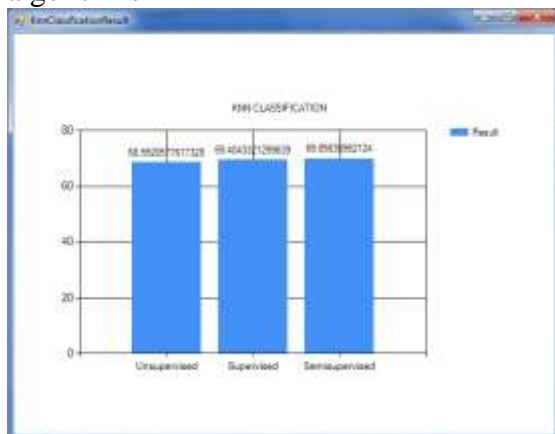 KnnClassificationResult
KNN CLASSIFICATION
Result
80
60
40
20
0
Unsupervised
Supervised
Semisupervised